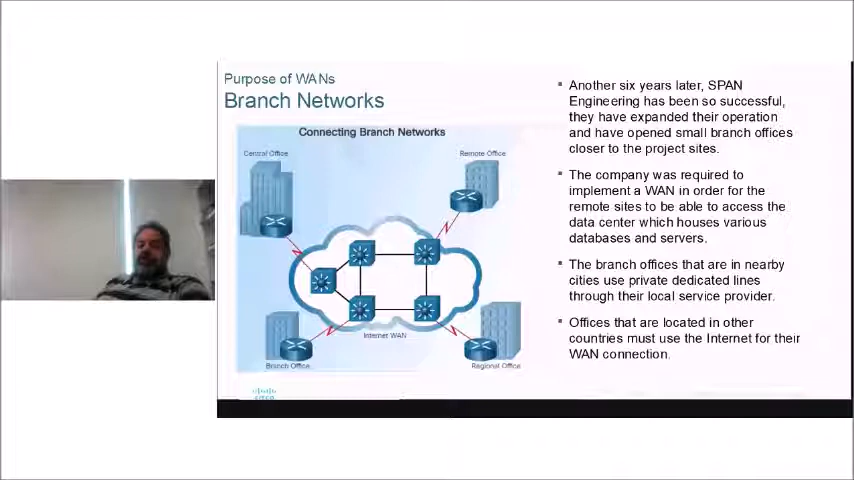 Purpose of WANs
Branch Networks
Connecting Branch Networks
Central Office
Remote Office
Internet WAN
Branch Office
Regional Office
Another six years later, SPAN
Engineering has been so successful,
they have expanded their operation
and have opened small branch offices
closer to the project sites.
The company was required to
implement a WAN in order for the
remote sites to be able to access the
data center which houses various
databases and servers.
The branch offices that are in nearby
cities use private dedicated lines
through their local service provider.
Offices that are located in other
countries must use the Internet for their
WAN connection.
CISCO